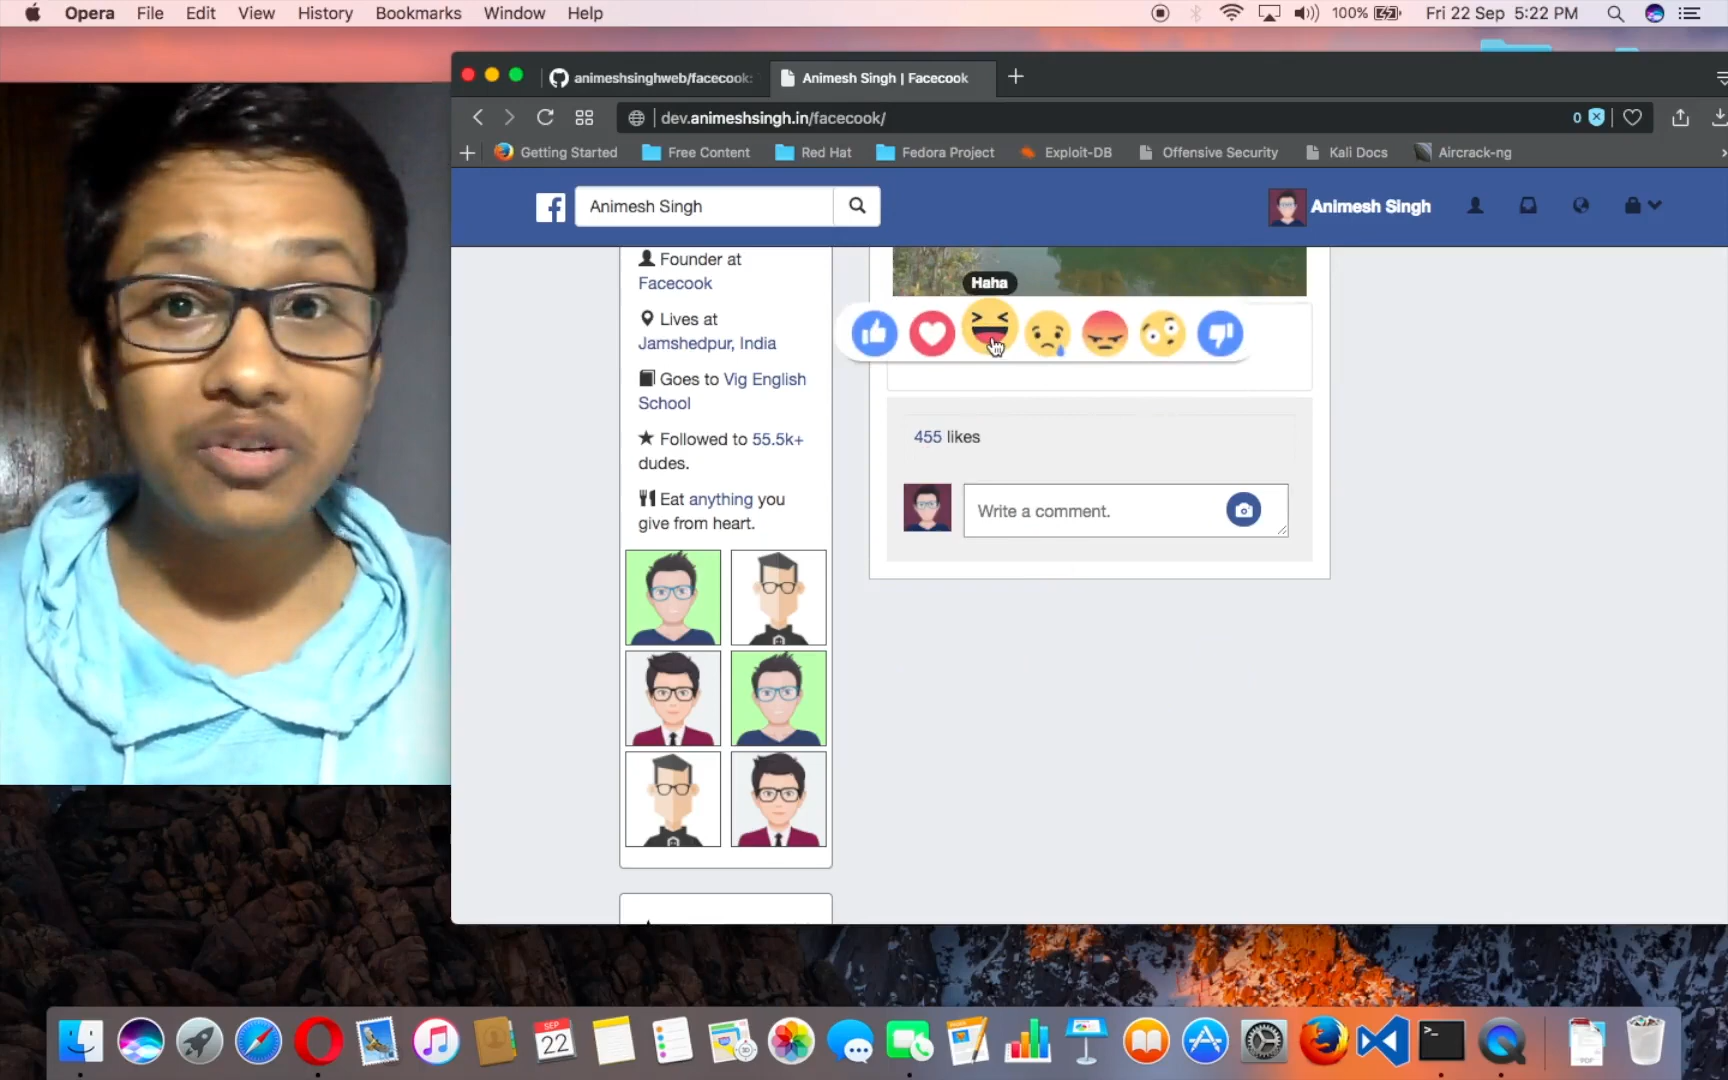 Opera File Edit View History Bookmarks Window Help 100% Fri 22 Sep 5:22 PM
animeshsinghweb/facecook: Animesh Singh | Facecook
dev.animeshsingh.in/facecook/ 0
Getting Started Free Content Red Hat Fedora Project Exploit-DB Offensive Security Kali Docs Aircrack-ng
Animesh Singh
Animesh Singh
Founder at
Facecook
Lives at
Jamshedpur, India
Goes to Vig English
School
Followed to 55.5k+
dudes.
Eat anything you
give from heart.
Haha
455 likes
Write a comment.
SEP
22
PDF